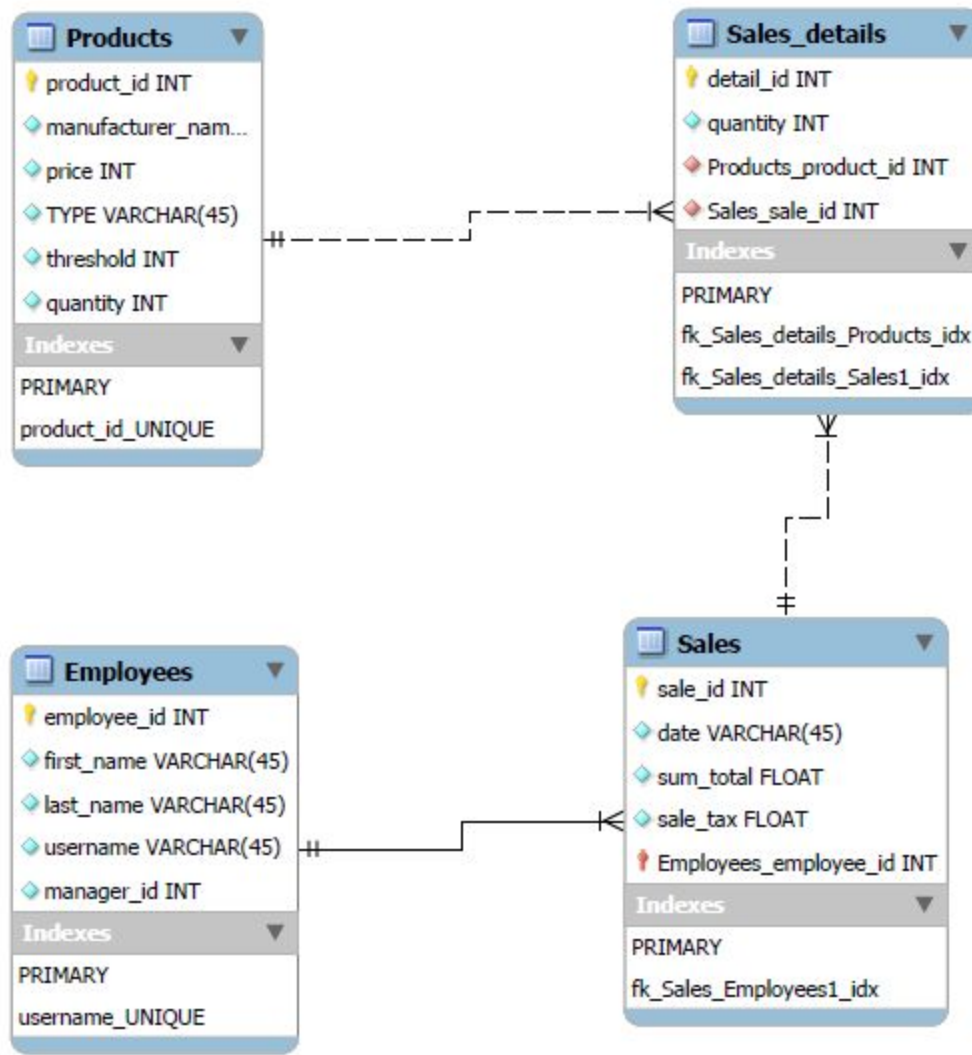 Products
product_id INT
manufacturer_nam...
price INT
TYPE VARCHAR(45)
threshold INT
quantity INT
Indexes
PRIMARY
product_id_UNIQUE
Sales_details
detail_id INT
quantity INT
Products_product_id INT
Sales_sale_id INT
Indexes
PRIMARY
fk_Sales_details_Products_idx
fk_Sales_details_Sales1_idx
Employees
employee_id INT
first_name VARCHAR(45)
last_name VARCHAR(45)
username VARCHAR(45)
manager_id INT
Indexes
PRIMARY
username_UNIQUE
Sales
sale_id INT
date VARCHAR(45)
sum_total FLOAT
sale_tax FLOAT
Employees_employee_id INT
Indexes
PRIMARY
fk_Sales_Employees1_idx